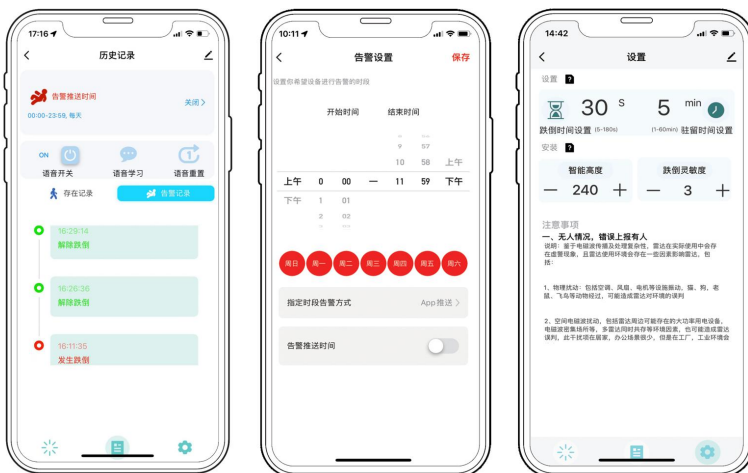 17:16
历史记录
告警推送时间
关闭 >
00:00-23:59, 每天
ON
语音开关
语音学习
语音重置
存在记录
告警记录
16:29:14
解除跌倒
16:26:36
解除跌倒
16:11:35
发生跌倒
10:11
告警设置
保存
设置你希望设备进行告警的时段
开始时间 结束时间
9 57
10 58 上午
上午 0 00 — 11 59 下午
下午 1 01
2 02
周日 周一 周二 周三 周四 周五 周六
指定时段告警方式
App推送 >
告警推送时间
14:42
设置
设置 ?
30 S
5 min
跌倒时间设置 (5-180s)
(1-60min) 驻留时间设置
安装 ?
智能高度
跌倒灵敏度
— 240 +
— 3 +
注意事项
一、无人情况，错误上报有人
说明：鉴于电磁波传播及处理复杂性，雷达在实际使用中会存
在虚警现象，且雷达使用环境会存在一些因素影响雷达，包
括：
1、物理扰动：包括空调、风扇、电机等设施振动，猫、狗、老
鼠、飞鸟等动物经过，可能造成雷达对环境的误判
2、空间电磁波扰动，包括雷达周边可能存在的大功率用电设备，
电磁波密集场所等，多雷达同时共存等环境因素，也可能造成雷达
误判，此干扰项在居家，办公场景很少，但是在工厂，工业环境会